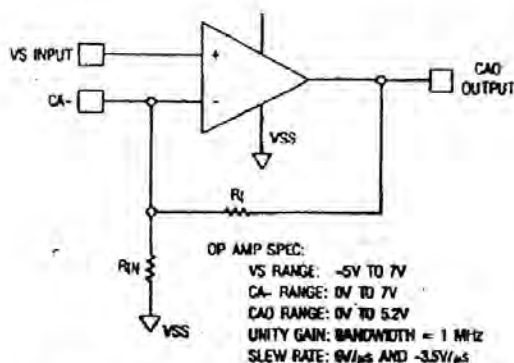 VS INPUT
CA-
+
-
VSS
CAO
OUTPUT
RIN
VSS
OP AMP SPEC:
VS RANGE: -5V TO 7V
CA- RANGE: 0V TO 7V
CAO RANGE: 0V TO 5.2V
UNITY GAIN: BANDWIDTH = 1 MHz
SLEW RATE: 6V/µs AND -3.5V/µs